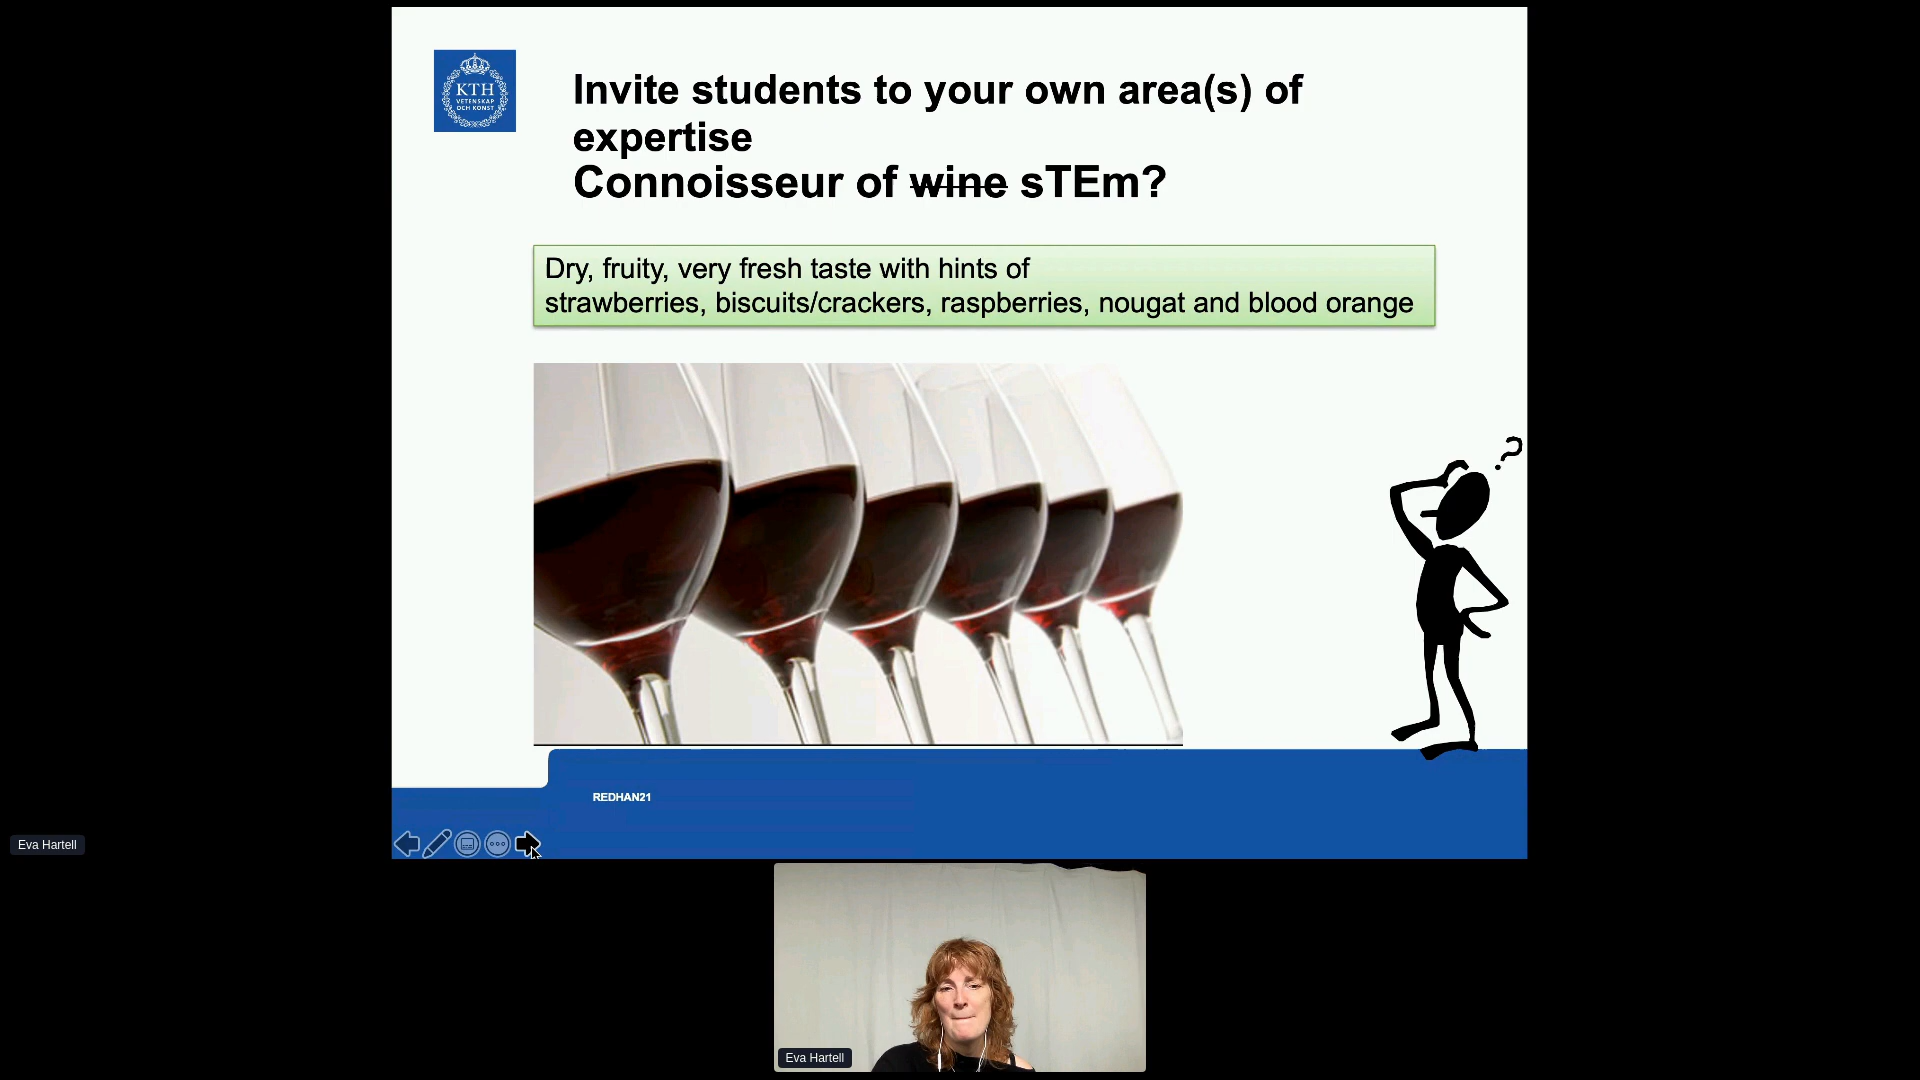 KTH
VETENSKAP
OCH KONST
Invite students to your own area(s) of
expertise
Connoisseur of wine sTEm?
Dry, fruity, very fresh taste with hints of
strawberries, biscuits/crackers, raspberries, nougat and blood orange
?
REDHAN21
Eva Hartell
Eva Hartell